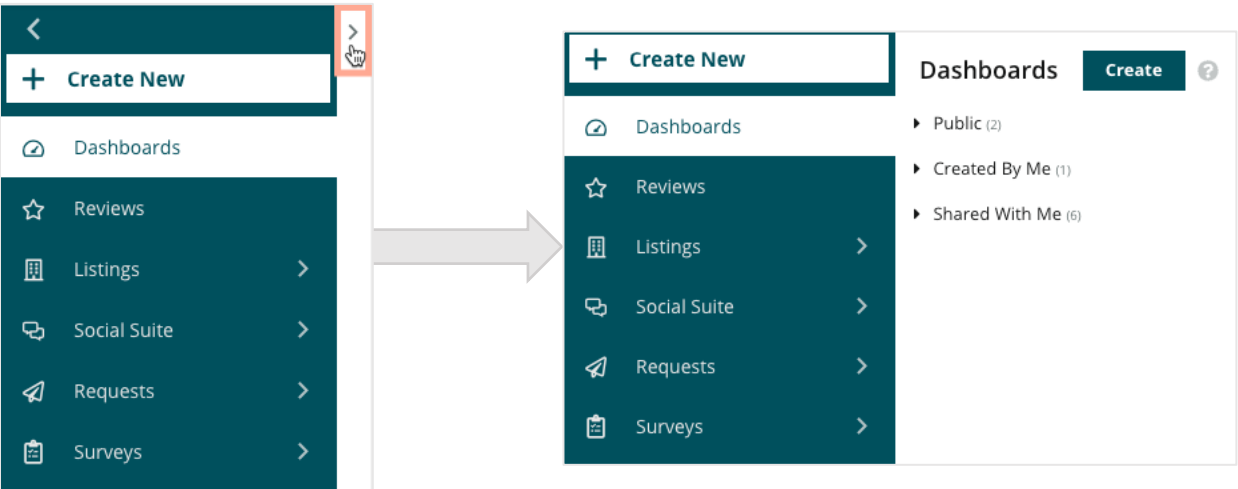 Create New
Dashboards
Reviews
Listings
Social Suite
Requests
Surveys
Create New
Dashboards
Reviews
Listings
Social Suite
Requests
Surveys
Dashboards Create ?
Public (2)
Created By Me (1)
Shared With Me (6)